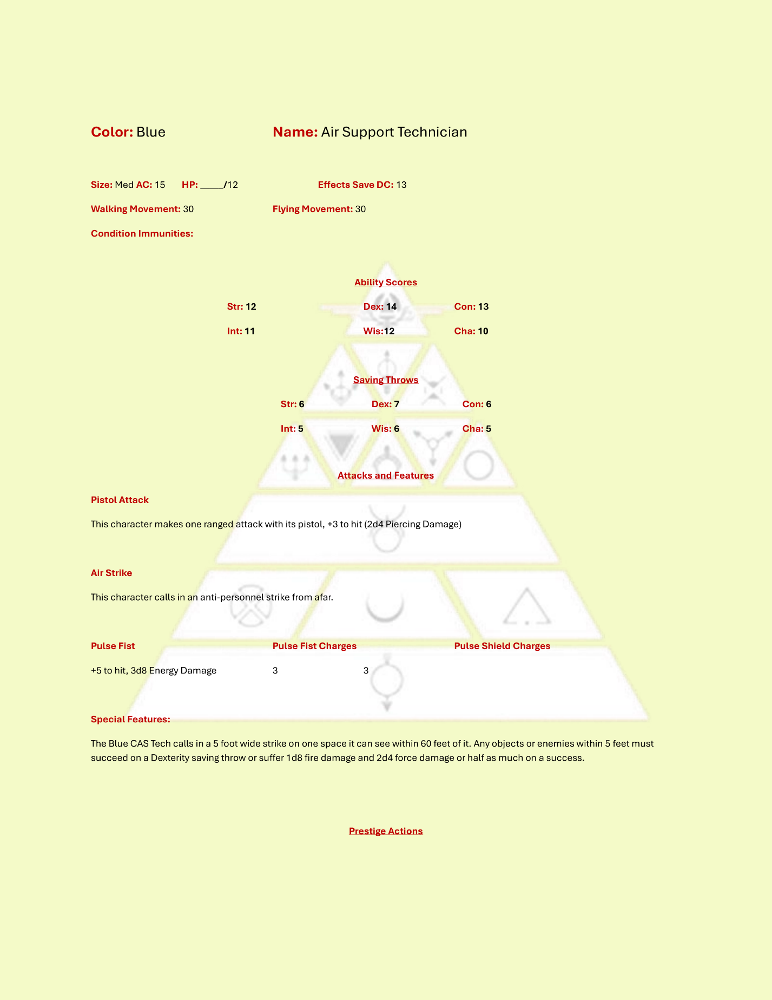 Color: Blue Name: Air Support Technician
Size: Med AC: 15 HP: _____/12 Effects Save DC: 13
Walking Movement: 30 Flying Movement: 30
Condition Immunities:
Ability Scores
Str: 12 Dex: 14 Con: 13
Int: 11 Wis:12 Cha: 10
Saving Throws
Str: 6 Dex: 7 Con: 6
Int: 5 Wis: 6 Cha: 5
Attacks and Features
Pistol Attack
This character makes one ranged attack with its pistol, +3 to hit (2d4 Piercing Damage)
Air Strike
This character calls in an anti-personnel strike from afar.
Pulse Fist Pulse Fist Charges Pulse Shield Charges
+5 to hit, 3d8 Energy Damage 3 3
Special Features:
The Blue CAS Tech calls in a 5 foot wide strike on one space it can see within 60 feet of it. Any objects or enemies within 5 feet must
succeed on a Dexterity saving throw or suffer 1d8 fire damage and 2d4 force damage or half as much on a success.
Prestige Actions